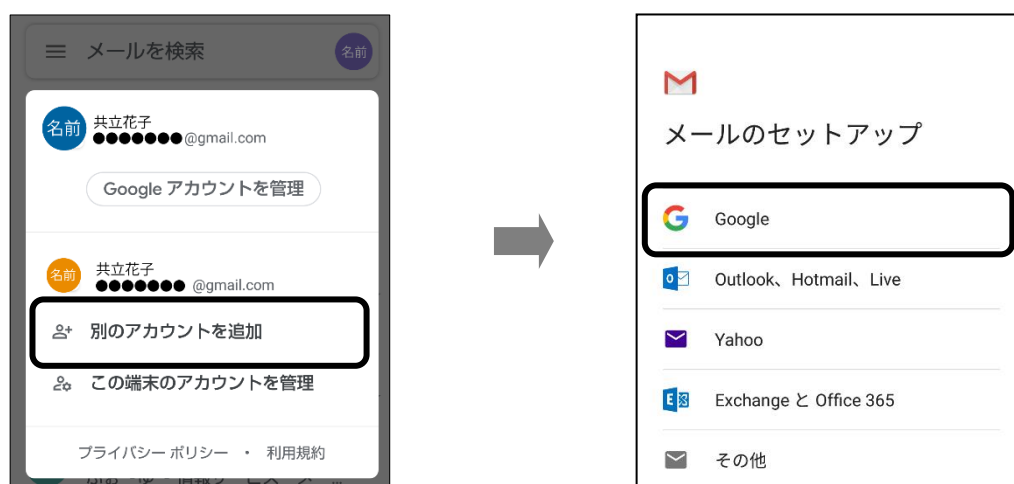 メールを検索
名前
名前
共立花子
●●●●●●●@gmail.com
Google アカウントを管理
名前
共立花子
●●●●●●● @gmail.com
別のアカウントを追加
この端末のアカウントを管理
プライバシー ポリシー ・ 利用規約
メールのセットアップ
Google
Outlook、Hotmail、Live
Yahoo
Exchange と Office 365
その他